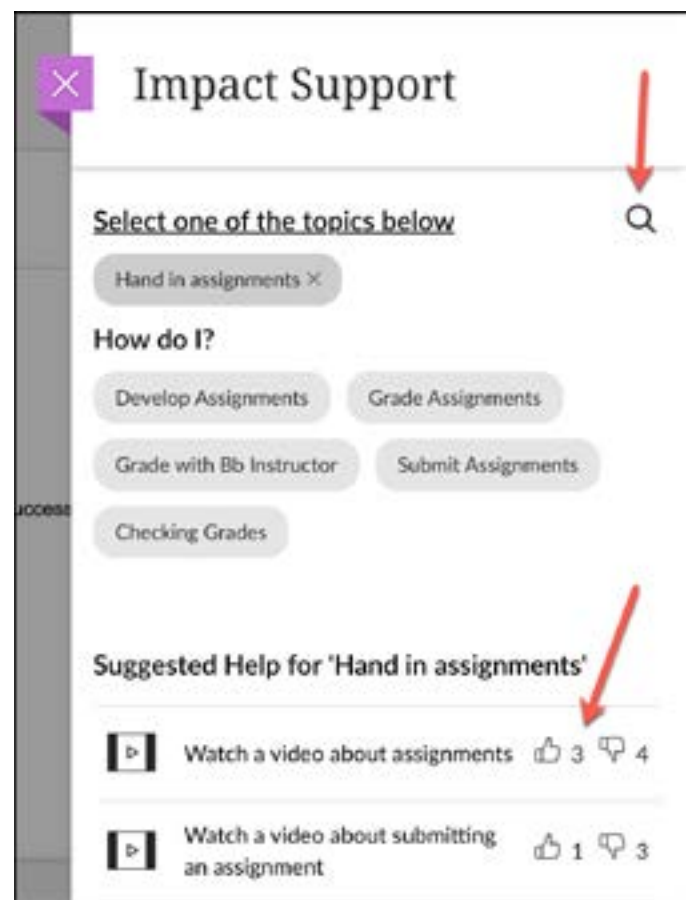 Impact Support
Select one of the topics below
Hand in assignments ×
How do I?
Develop Assignments
Grade Assignments
Grade with Bb Instructor
Submit Assignments
uccess
Checking Grades
Suggested Help for 'Hand in assignments'
Watch a video about assignments 3 4
Watch a video about submitting
an assignment 1 3